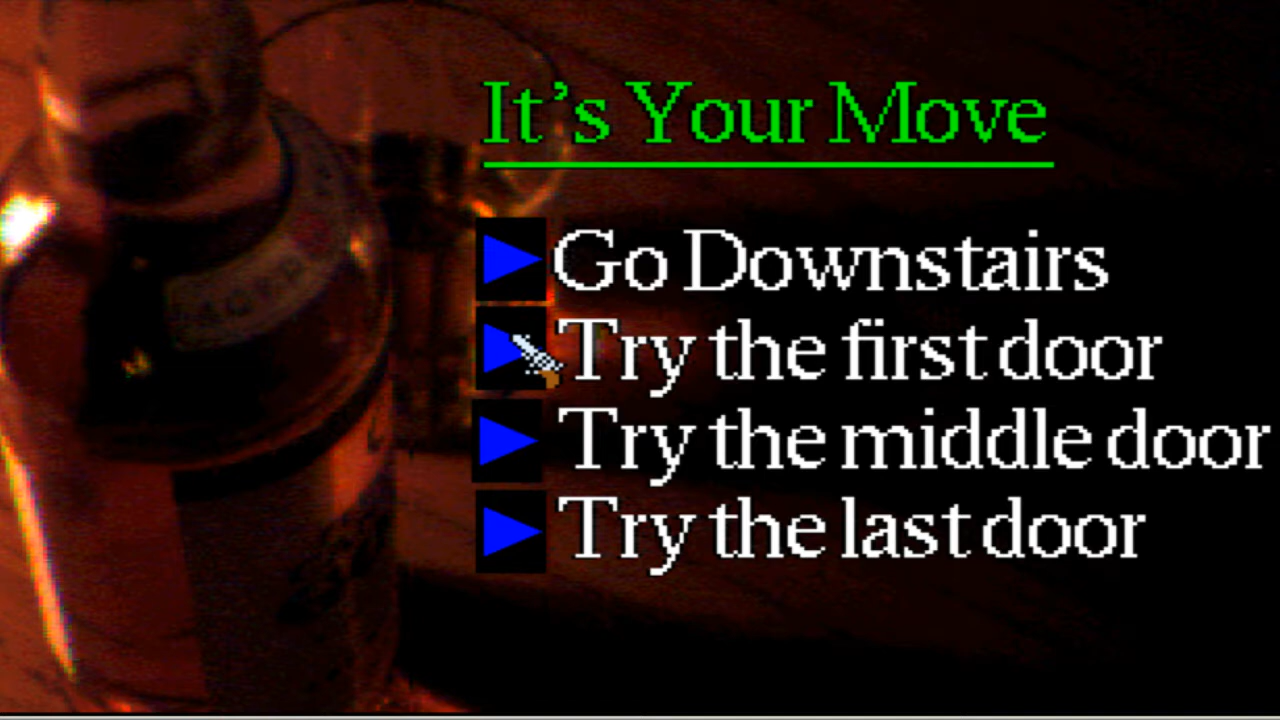 It's Your Move
Go Downstairs
Try the first door
Try the middle door
Try the last door